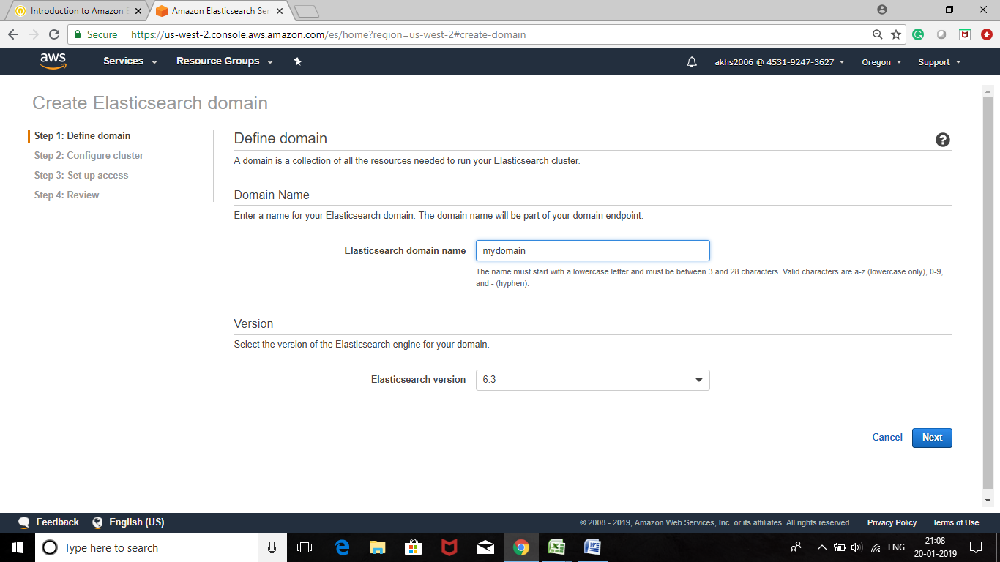 Introduction to Amazon E
Amazon Elasticsearch Ser
Secure
https://us-west-2.console.aws.amazon.com/es/home?region=us-west-2#create-domain
aws
Services
Resource Groups
akhs2006 @ 4531-9247-3627
Oregon
Support
Create Elasticsearch domain
Step 1: Define domain
Step 2: Configure cluster
Step 3: Set up access
Step 4: Review
Define domain
A domain is a collection of all the resources needed to run your Elasticsearch cluster.
Domain Name
Enter a name for your Elasticsearch domain. The domain name will be part of your domain endpoint.
Elasticsearch domain name
mydomain
The name must start with a lowercase letter and must be between 3 and 28 characters. Valid characters are a-z (lowercase only), 0-9,
and - (hyphen).
Version
Select the version of the Elasticsearch engine for your domain.
Elasticsearch version
6.3
Cancel
Next
Feedback
English (US)
© 2008 - 2019, Amazon Web Services, Inc. or its affiliates. All rights reserved.
Privacy Policy
Terms of Use
Type here to search
ENG
21:08
20-01-2019